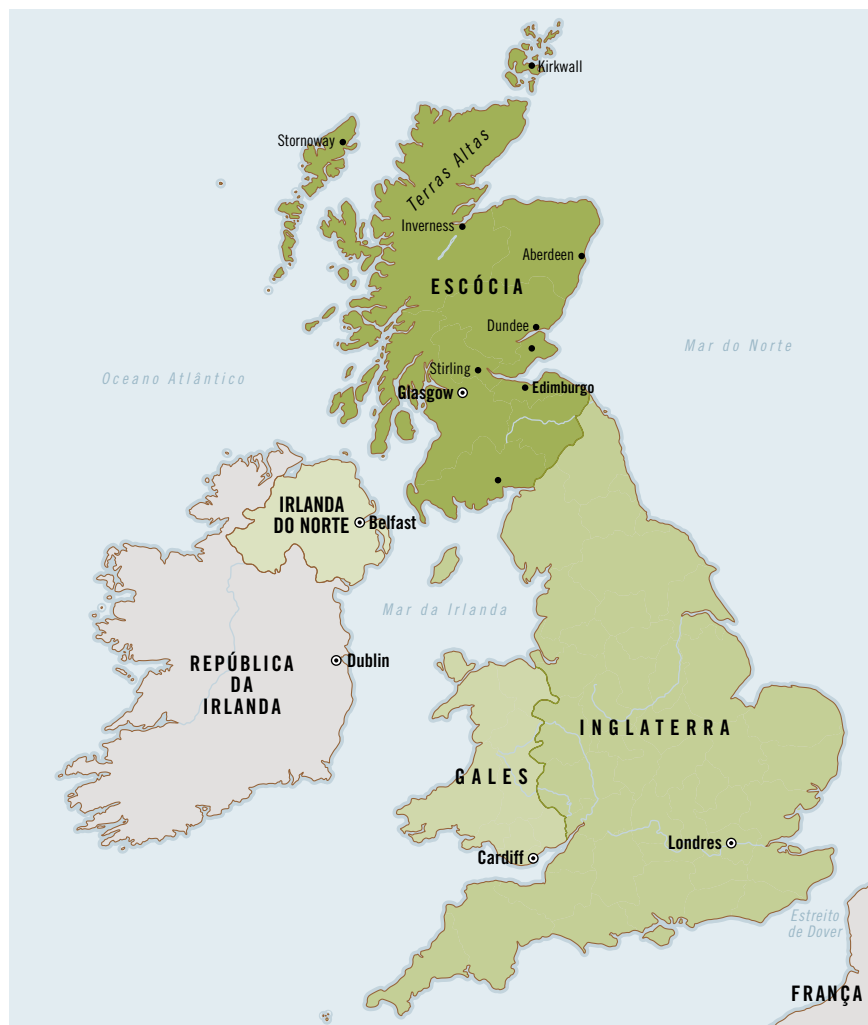 Kirkwall
Stornoway
Terras Altas
Inverness
Aberdeen
ESCÓCIA
Dundee
Mar do Norte
Stirling
Oceano Atlântico
Glasgow
Edimburgo
IRLANDA
DO NORTE
Belfast
Mar da Irlanda
REPÚBLICA
DA
IRLANDA
Dublin
INGLATERRA
GALES
Londres
Cardiff
Estreito
de Dover
FRANÇA